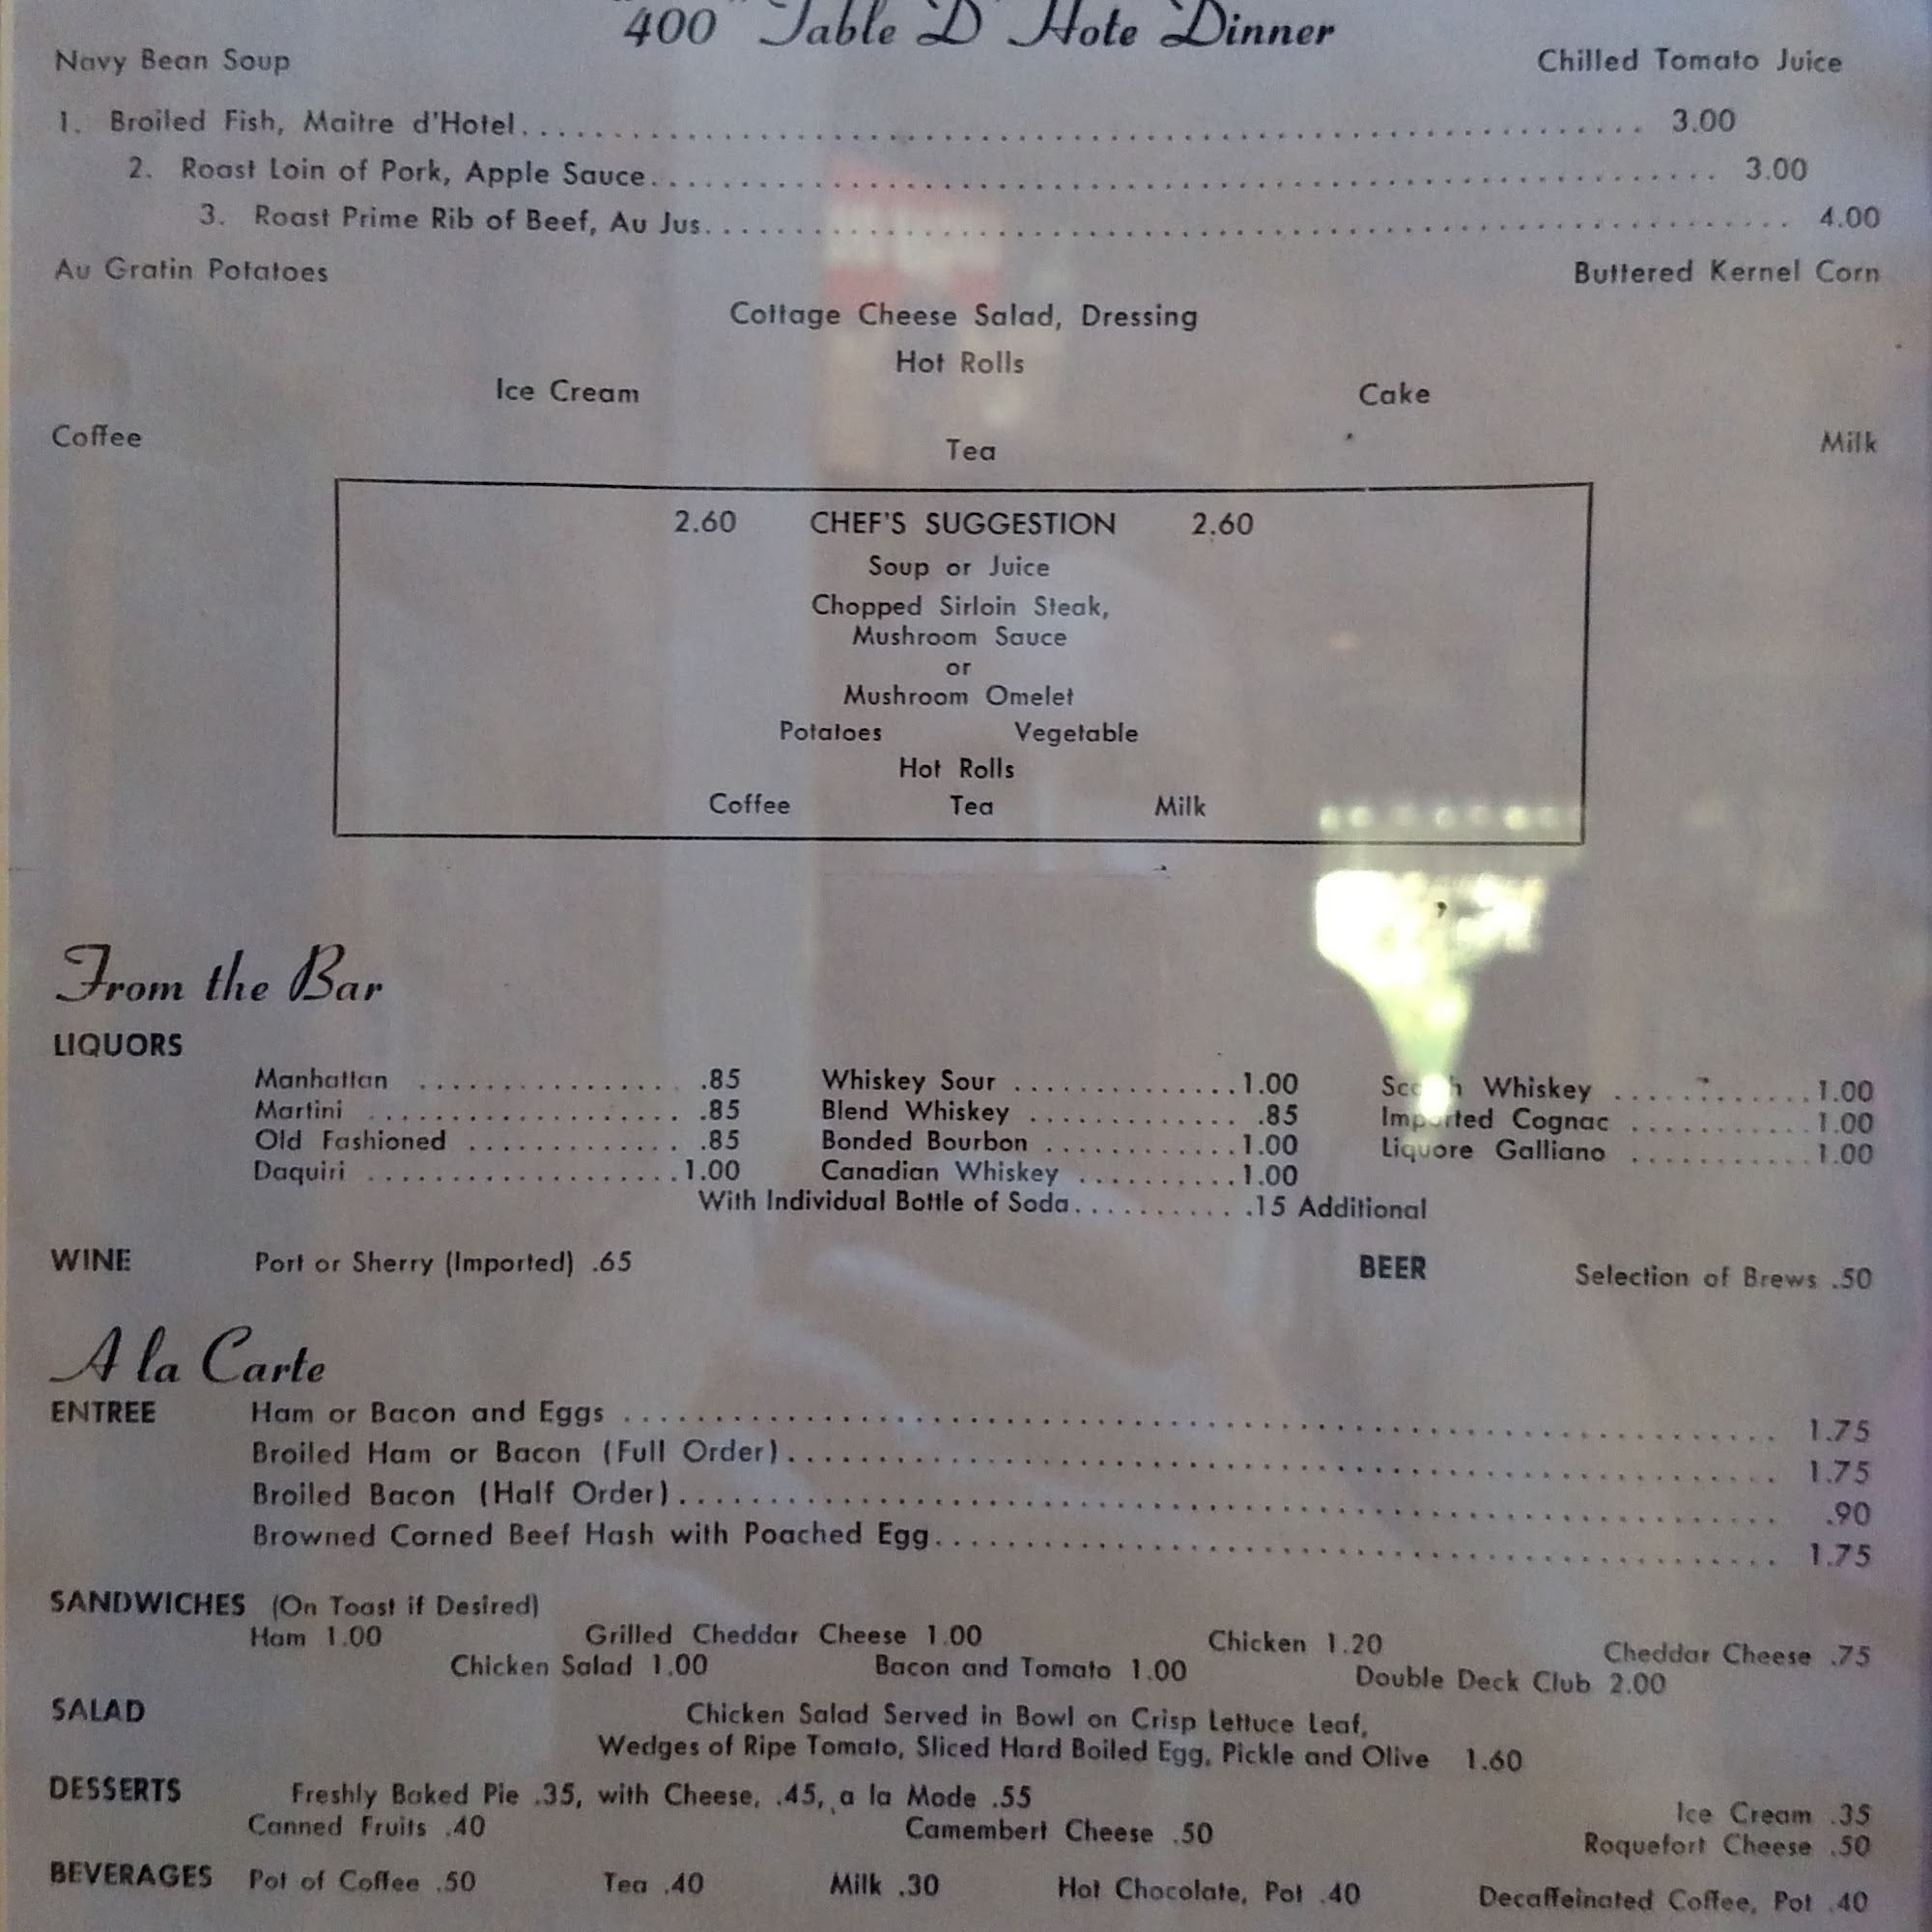 "400" Table D' Hote Dinner
Navy Bean Soup Chilled Tomato Juice
1. Broiled Fish, Maitre d'Hotel 3.00
2. Roast Loin of Pork, Apple Sauce 3.00
3. Roast Prime Rib of Beef, Au Jus 4.00
Au Gratin Potatoes Buttered Kernel Corn
Cottage Cheese Salad, Dressing
Hot Rolls
Ice Cream Cake
Coffee Tea Milk
2.60 CHEF'S SUGGESTION 2.60
Soup or Juice
Chopped Sirloin Steak,
Mushroom Sauce
or
Mushroom Omelet
Potatoes Vegetable
Hot Rolls
Coffee Tea Milk
From the Bar
LIQUORS
Manhattan .85 Whiskey Sour 1.00 Scotch Whiskey 1.00
Martini .85 Blend Whiskey .85 Imported Cognac 1.00
Old Fashioned .85 Bonded Bourbon 1.00 Liquore Galliano 1.00
Daquiri 1.00 Canadian Whiskey 1.00
With Individual Bottle of Soda .15 Additional
WINE Port or Sherry (Imported) .65 BEER Selection of Brews .50
A la Carte
ENTREE Ham or Bacon and Eggs 1.75
Broiled Ham or Bacon (Full Order) 1.75
Broiled Bacon (Half Order) .90
Browned Corned Beef Hash with Poached Egg 1.75
SANDWICHES (On Toast if Desired)
Ham 1.00 Grilled Cheddar Cheese 1.00 Chicken 1.20 Cheddar Cheese .75
Chicken Salad 1.00 Bacon and Tomato 1.00 Double Deck Club 2.00
SALAD Chicken Salad Served in Bowl on Crisp Lettuce Leaf,
Wedges of Ripe Tomato, Sliced Hard Boiled Egg, Pickle and Olive 1.60
DESSERTS Freshly Baked Pie .35, with Cheese, .45, a la Mode .55 Ice Cream .35
Canned Fruits .40 Camembert Cheese .50 Roquefort Cheese .50
BEVERAGES Pot of Coffee .50 Tea .40 Milk .30 Hot Chocolate, Pot .40 Decaffeinated Coffee, Pot .40